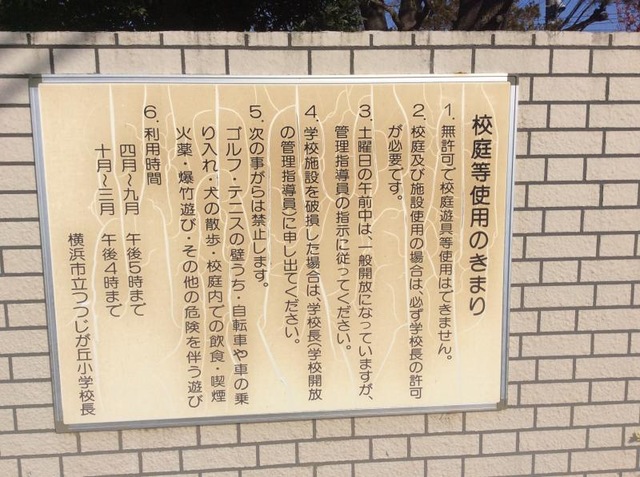 校庭等使用のきまり
1．無許可で校庭遊具等使用はできません。
2．校庭及び施設使用の場合は、必ず学校長の許可
が必要です。
3．土曜日の午前中は、一般開放になっていますが、
管理指導員の指示に従ってください。
4．学校施設を破損した場合は、学校長(学校開放
の管理指導員)に申し出てください。
5．次の事がらは禁止します。
ゴルフ・テニスの壁うち・自転車や車の乗
り入れ・犬の散歩・校庭内での飲食・喫煙
火薬・爆竹遊び・その他の危険を伴う遊び
6．利用時間
四月〜九月　午後5時まで
十月〜三月　午後4時まで
横浜市立つつじが丘小学校長